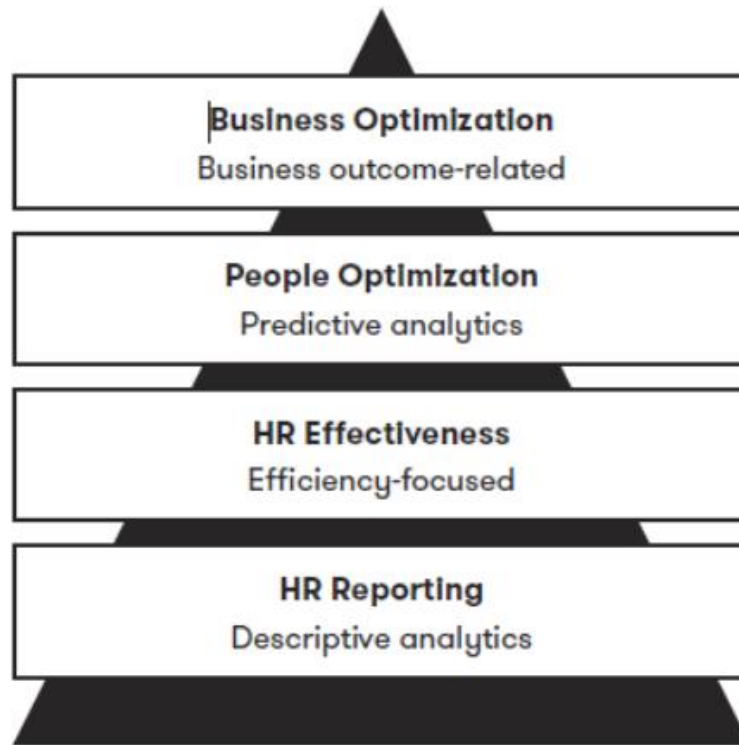 Business Optimization
Business outcome-related
People Optimization
Predictive analytics
HR Effectiveness
Efficiency-focused
HR Reporting
Descriptive analytics